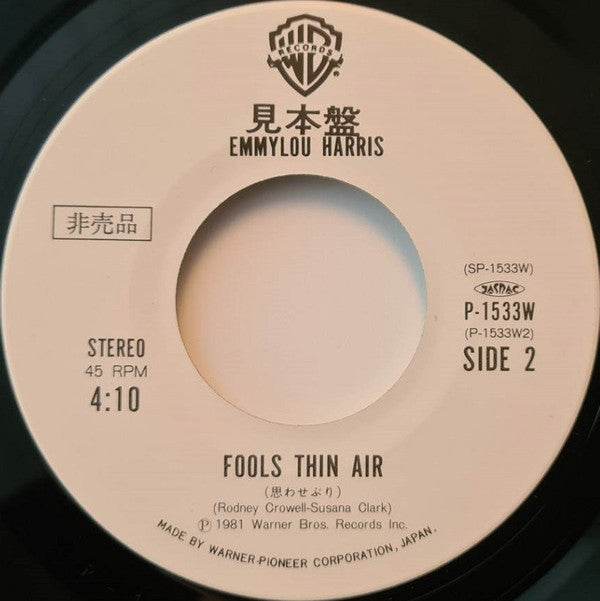 W
RECORDS
®
見本盤
EMMYLOU HARRIS
非売品
(SP-1533W)
JASRAC
P-1533W
(P-1533W2)
SIDE 2
STEREO
45 RPM
4:10
FOOLS THIN AIR
(思わせぶり)
(Rodney Crowell-Susana Clark)
Ⓟ 1981 Warner Bros. Records Inc.
MADE BY WARNER-PIONEER CORPORATION, JAPAN.